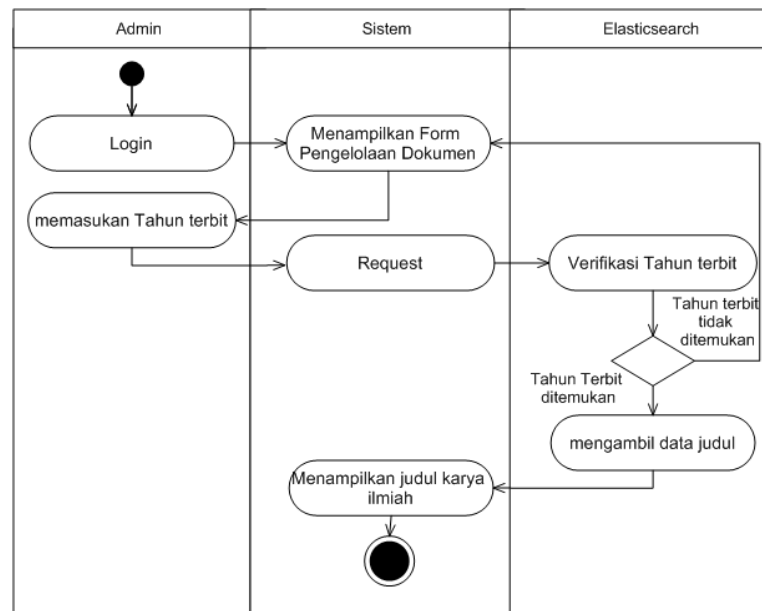 Admin
Sistem
Elasticsearch
Login
Menampilkan Form
Pengelolaan Dokumen
memasukan Tahun terbit
Request
Verifikasi Tahun terbit
Tahun terbit
tidak
ditemukan
Tahun Terbit
ditemukan
mengambil data judul
Menampilkan judul karya
ilmiah